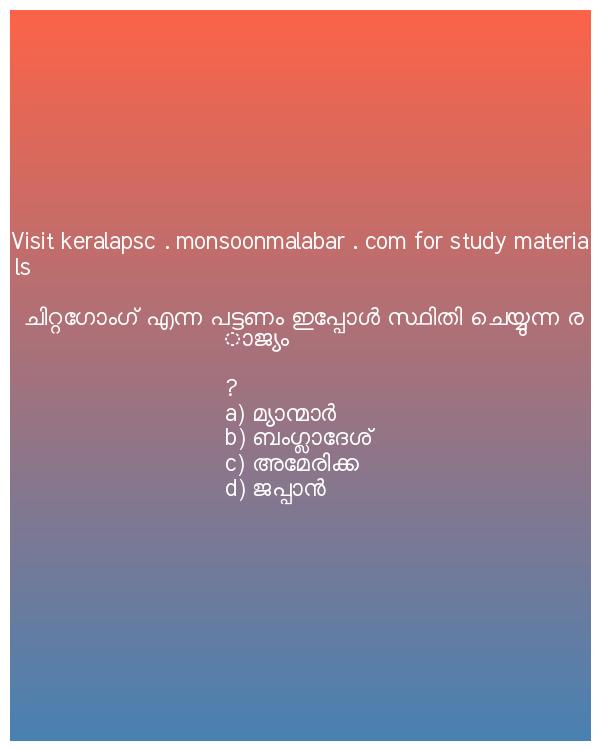 Visit keralapsc . monsoonmalabar . com for study materia
ls
ചിറ്റഗോംഗ് എന്ന പട്ടണം ഇപ്പോൾ സ്ഥിതി ചെയ്യുന്ന ര
ാജ്യം
?
a) മ്യാന്മാർ
b) ബംഗ്ലാദേശ്
c) അമേരിക്ക
d) ജപ്പാൻ